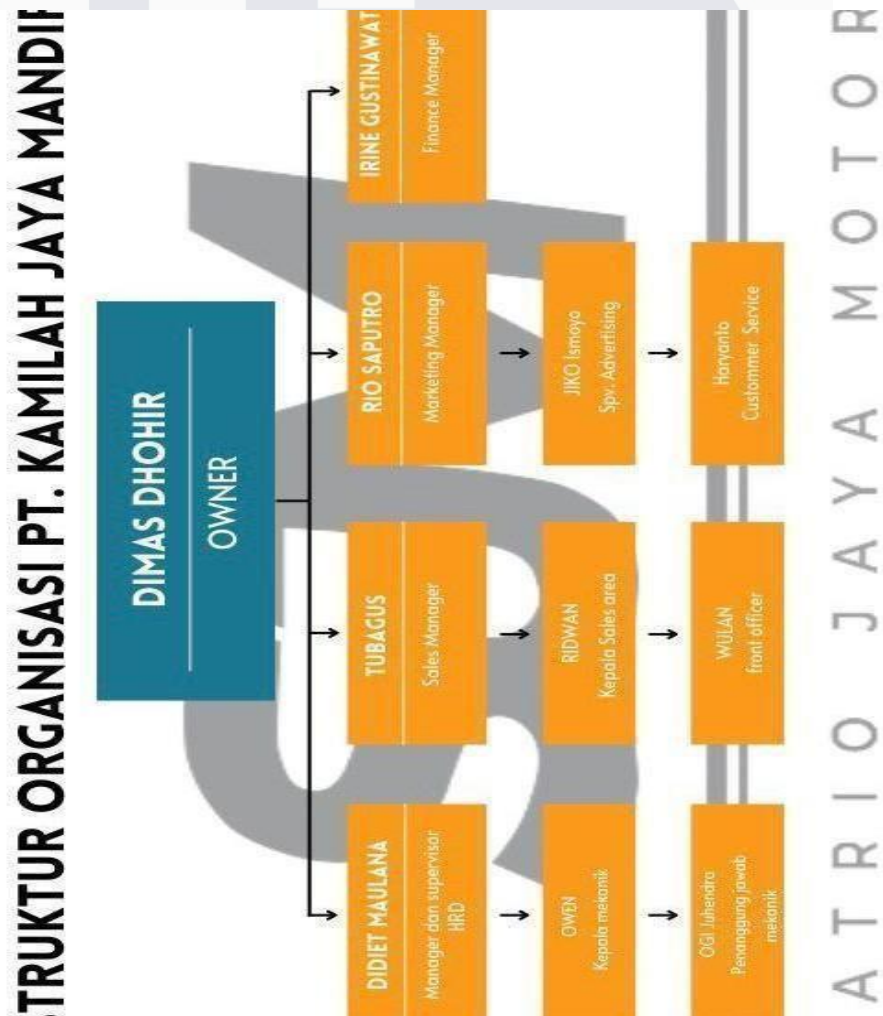 STRUKTUR ORGANISASI PT. KAMILAH JAYA MANDIR
DIMAS DHOHIR
OWNER
DIDIET MAULANA
Manager dan supervisor
HRD
TUBAGUS
Sales Manager
RIO SAPUTRO
Marketing Manager
IRINE GUSTINAWAT
Finance Manager
OWEN
Kepala mekanik
RIDWAN
Kepala Sales area
JIKO Ismoyo
Spv. Advertising
OGI Juhendra
Penanggung jawab
mekanik
WULAN
front officer
Haryanto
Custommer Service
ATRIO JAYA MOTOR